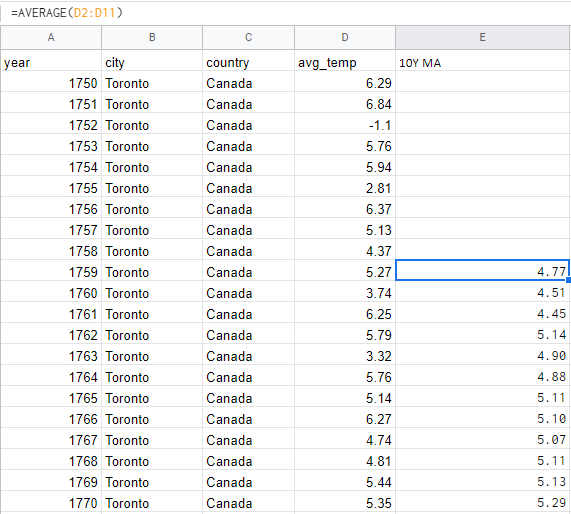 =AVERAGE(D2:D11)
A B C D E
year city country avg_temp 10Y MA
1750 Toronto Canada 6.29
1751 Toronto Canada 6.84
1752 Toronto Canada -1.1
1753 Toronto Canada 5.76
1754 Toronto Canada 5.94
1755 Toronto Canada 2.81
1756 Toronto Canada 6.37
1757 Toronto Canada 5.13
1758 Toronto Canada 4.37
1759 Toronto Canada 5.27 4.77
1760 Toronto Canada 3.74 4.51
1761 Toronto Canada 6.25 4.45
1762 Toronto Canada 5.79 5.14
1763 Toronto Canada 3.32 4.90
1764 Toronto Canada 5.76 4.88
1765 Toronto Canada 5.14 5.11
1766 Toronto Canada 6.27 5.10
1767 Toronto Canada 4.74 5.07
1768 Toronto Canada 4.81 5.11
1769 Toronto Canada 5.44 5.13
1770 Toronto Canada 5.35 5.29